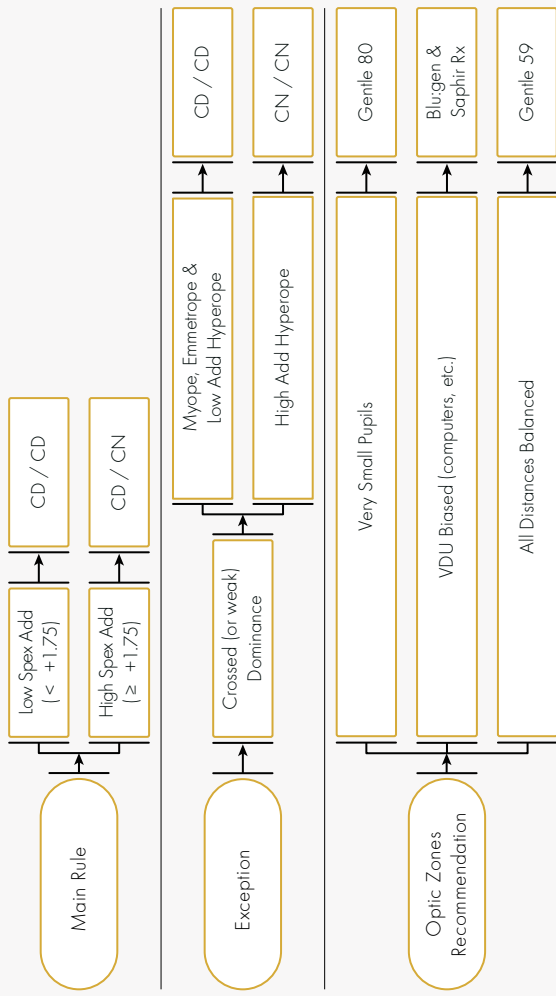 Main Rule
Low Spex Add
(< +1.75)
CD / CD
High Spex Add
(≥ +1.75)
CD / CN
Exception
Crossed (or weak)
Dominance
Myope, Emmetrope &
Low Add Hyperope
CD / CD
High Add Hyperope
CN / CN
Optic Zones
Recommendation
Very Small Pupils
Gentle 80
VDU Biased (computers, etc.)
Blu:gen &
Saphir Rx
All Distances Balanced
Gentle 59